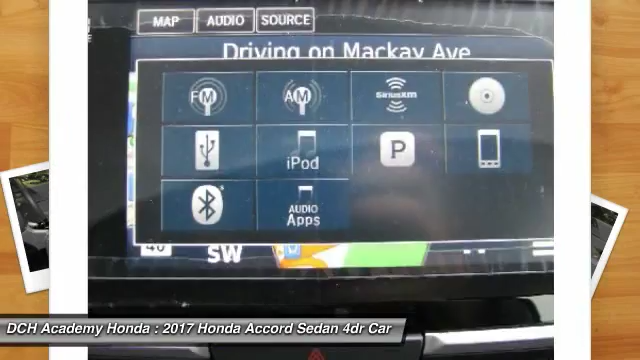 MAP AUDIO SOURCE
Driving on Mackay Ave
FM AM SIRIUSXM
iPod P
AUDIO
Apps
40 SW
DCH Academy Honda : 2017 Honda Accord Sedan 4dr Car